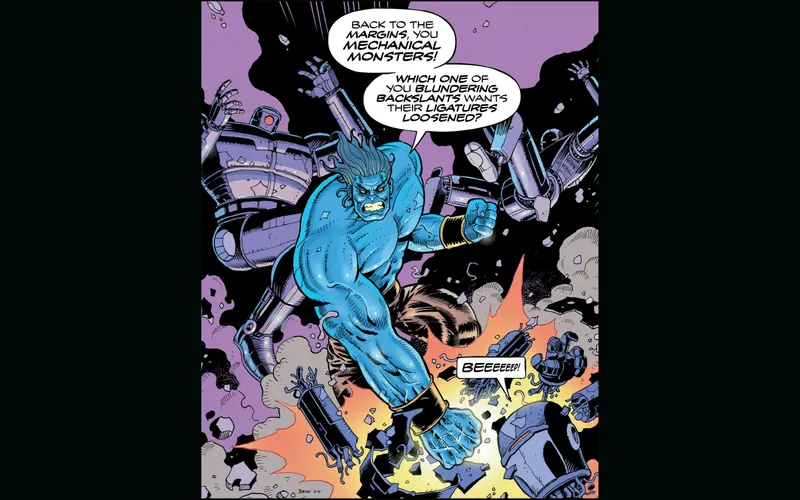 BACK TO THE
MARGINS, YOU
MECHANICAL
MONSTERS!
WHICH ONE OF
YOU BLUNDERING
BACKSLANTS WANTS
THEIR LIGATURES
LOOSENED?
BEEEEEEP!